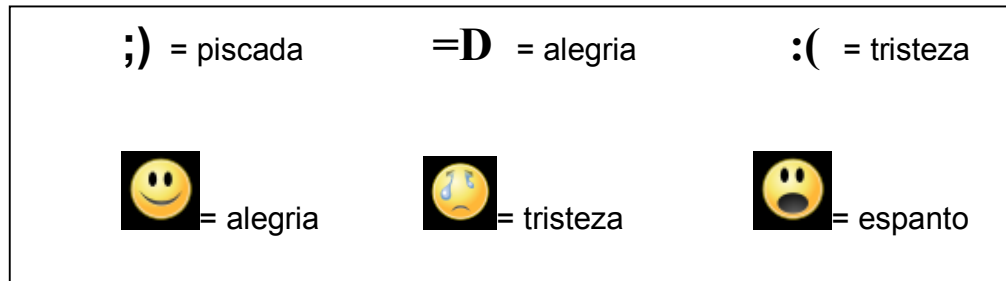 ;) = piscada =D = alegria :( = tristeza
= alegria = tristeza = espanto